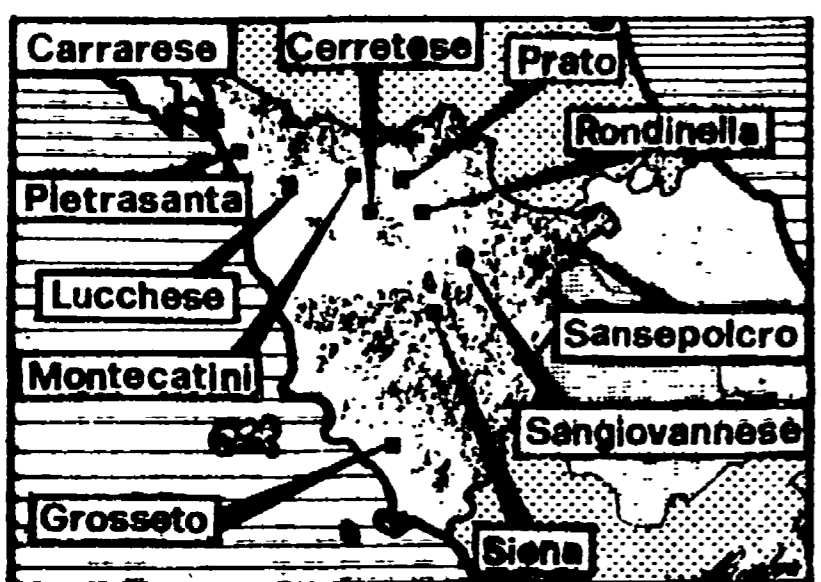 Carrarese
Cerretese
Prato
Rondinella
Pietrasanta
Lucchese
Sansepolcro
Montecatini
Sangiovannese
Grosseto
Siena